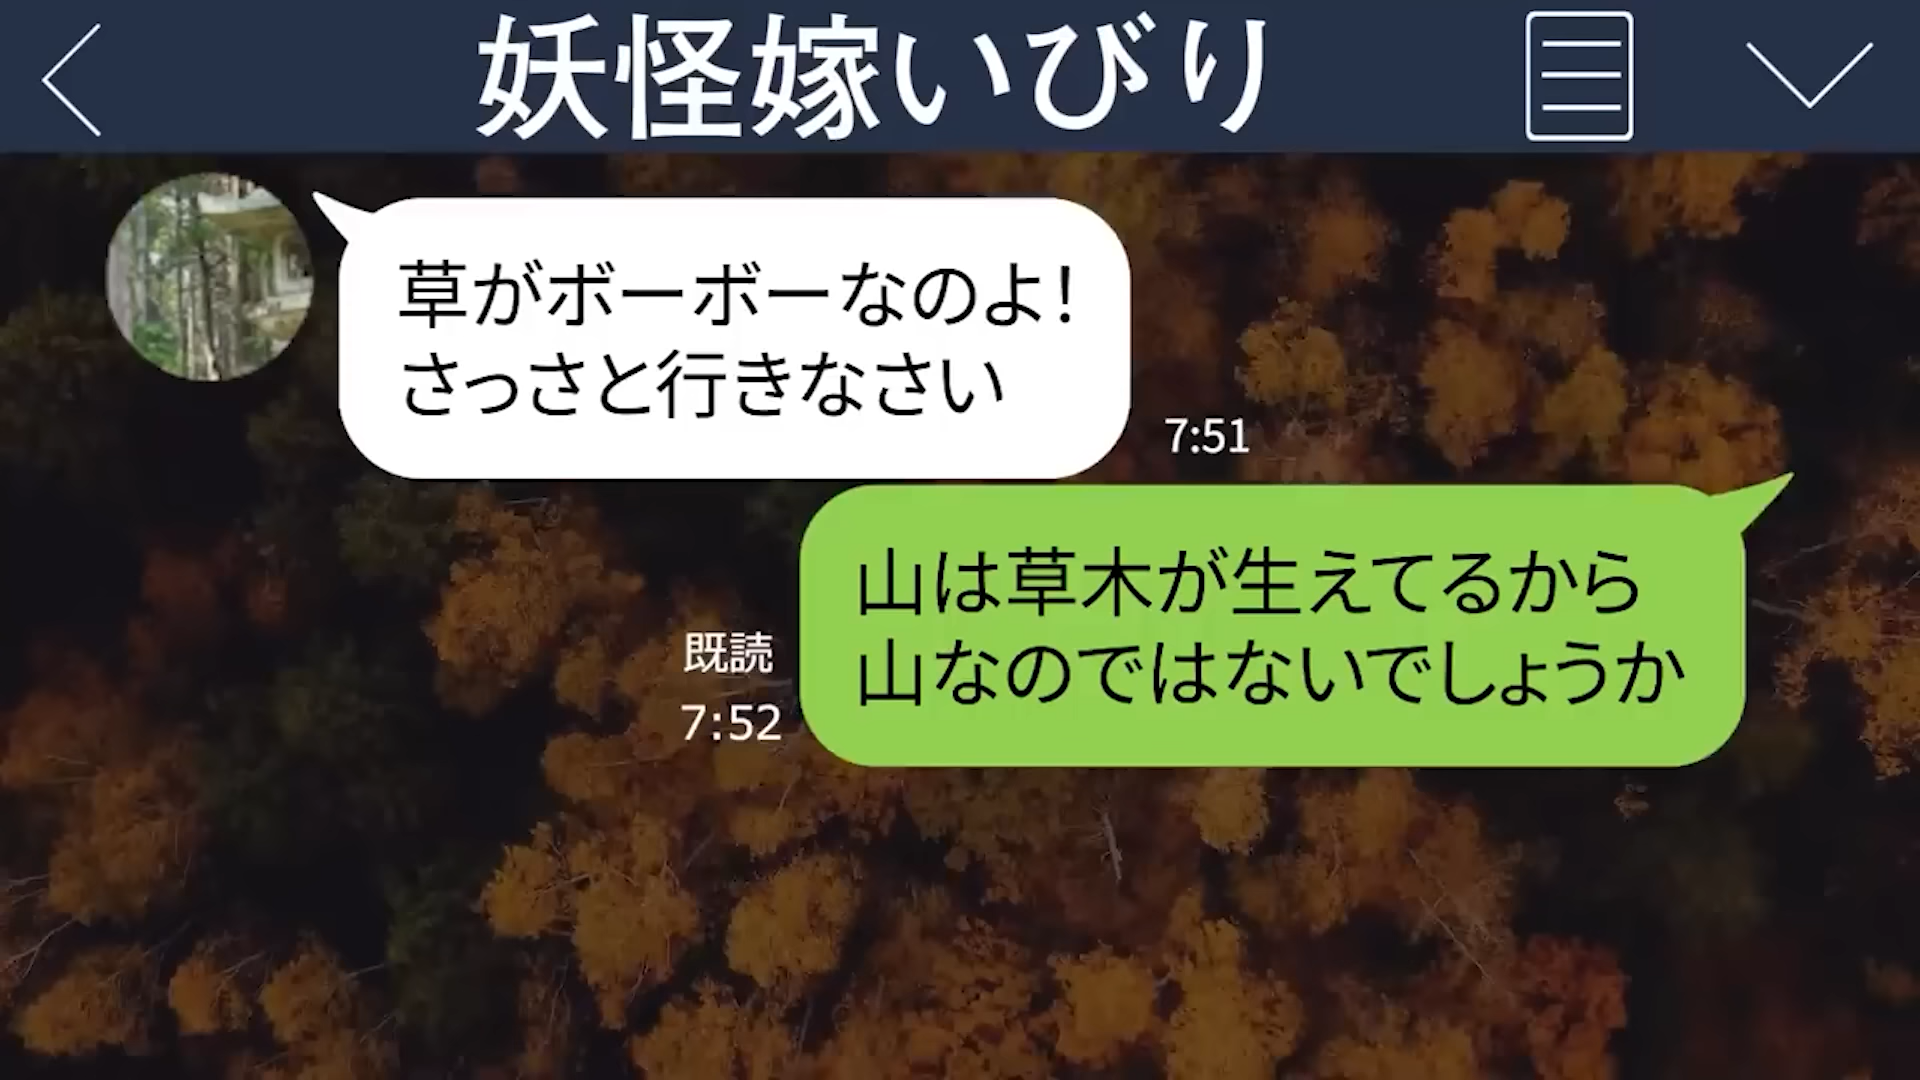 妖怪嫁いびり
草がボーボーなのよ!
さっさと行きなさい
7:51
山は草木が生えてるから
山なのではないでしょうか
既読
7:52